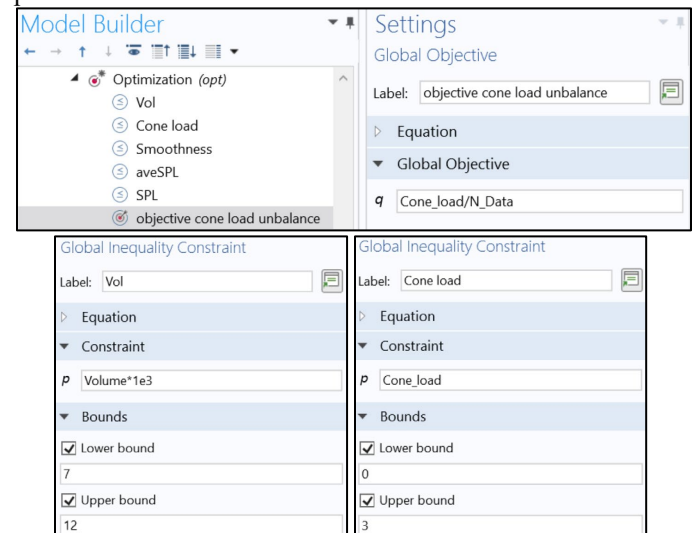 Model Builder
Optimization (opt)
Vol
Cone load
Smoothness
aveSPL
SPL
objective cone load unbalance
Settings
Global Objective
Label: objective cone load unbalance
Equation
Global Objective
q Cone_load/N_Data
Global Inequality Constraint
Label: Vol
Equation
Constraint
p Volume*1e3
Bounds
Lower bound
7
Upper bound
12
Global Inequality Constraint
Label: Cone load
Equation
Constraint
p Cone_load
Bounds
Lower bound
0
Upper bound
3